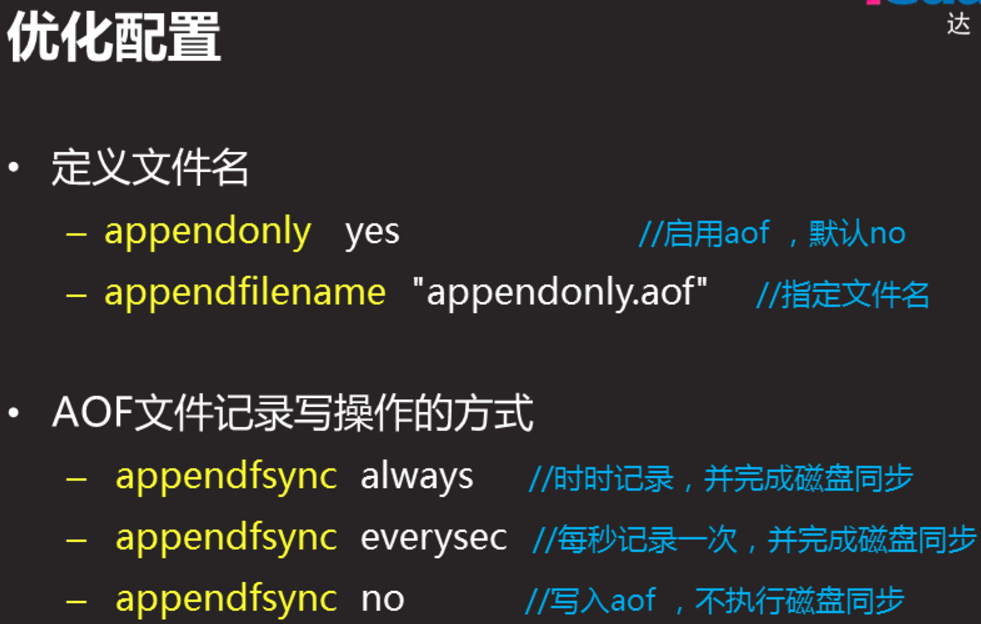 达
优化配置
• 定义文件名
– appendonly yes //启用aof ，默认no
– appendfilename "appendonly.aof" //指定文件名
• AOF文件记录写操作的方式
– appendfsync always //时时记录，并完成磁盘同步
– appendfsync everysec //每秒记录一次，并完成磁盘同步
– appendfsync no //写入aof ，不执行磁盘同步